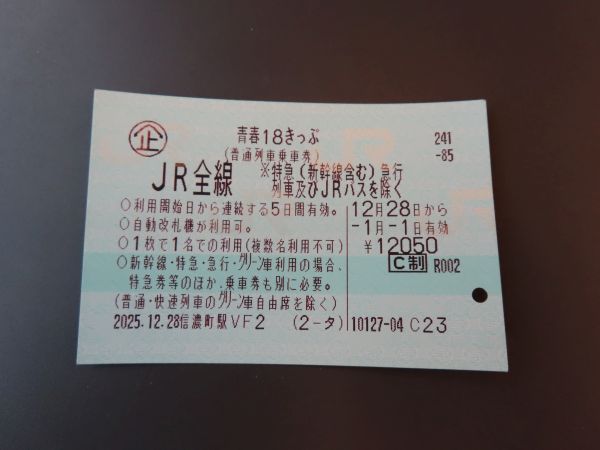 企 青春18きっぷ 241
(普通列車乗車券) -85
JR全線 ※特急(新幹線含む)急行
列車及びJRバスを除く
○利用開始日から連続する5日間有効。 12月28日から
○自動改札機が利用可。 -1月-1日有効
○1枚で1名での利用(複数名利用不可) ¥12050
○新幹線・特急・急行・グリーン車利用の場合、 C制 R002
特急券等のほか、乗車券も別に必要。
(普通・快速列車のグリーン車自由席を除く)
2025.12.28信濃町駅VF2 (2-タ) 10127-04 C23